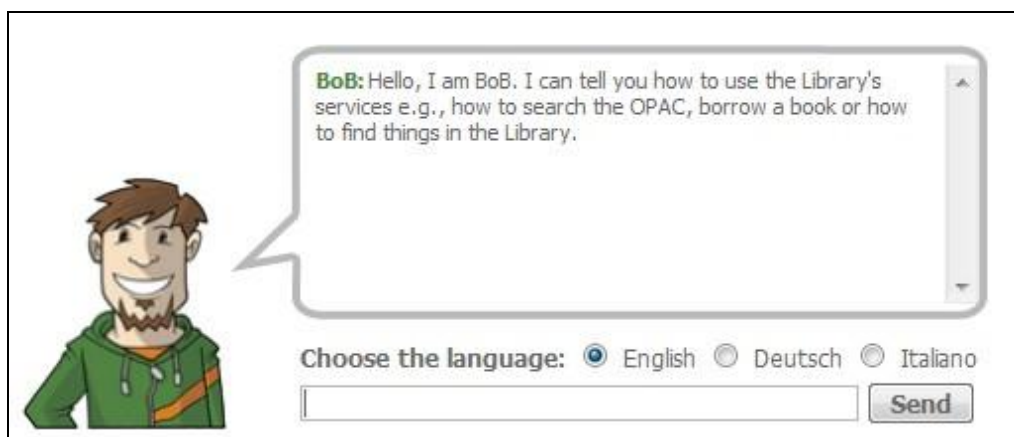 BoB: Hello, I am BoB. I can tell you how to use the Library's
services e.g., how to search the OPAC, borrow a book or how
to find things in the Library.
Choose the language: English Deutsch Italiano
Send